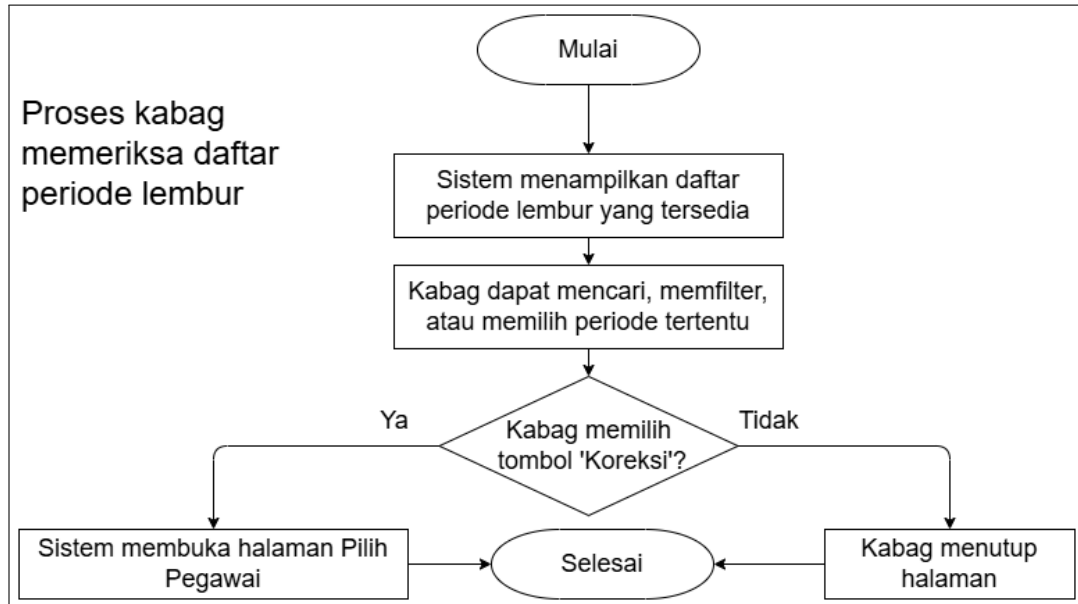 Mulai
Proses kabag
memeriksa daftar
periode lembur
Sistem menampilkan daftar
periode lembur yang tersedia
Kabag dapat mencari, memfilter,
atau memilih periode tertentu
Ya
Tidak
Kabag memilih
tombol 'Koreksi'?
Sistem membuka halaman Pilih
Pegawai
Selesai
Kabag menutup
halaman